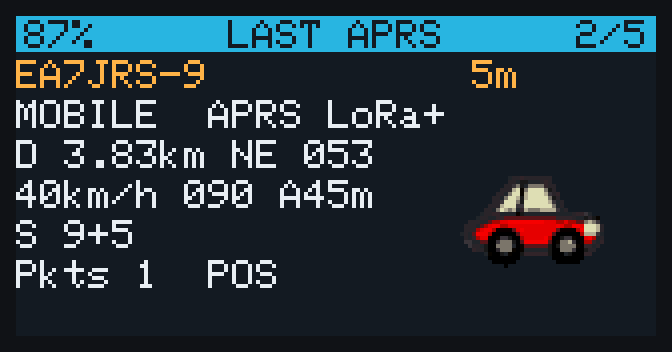 87% LAST APRS 2/5
EA7JRS-9 5m
MOBILE APRS LoRa+
D 3.83km NE 053
40km/h 090 A45m
S 9+5
Pkts 1 POS